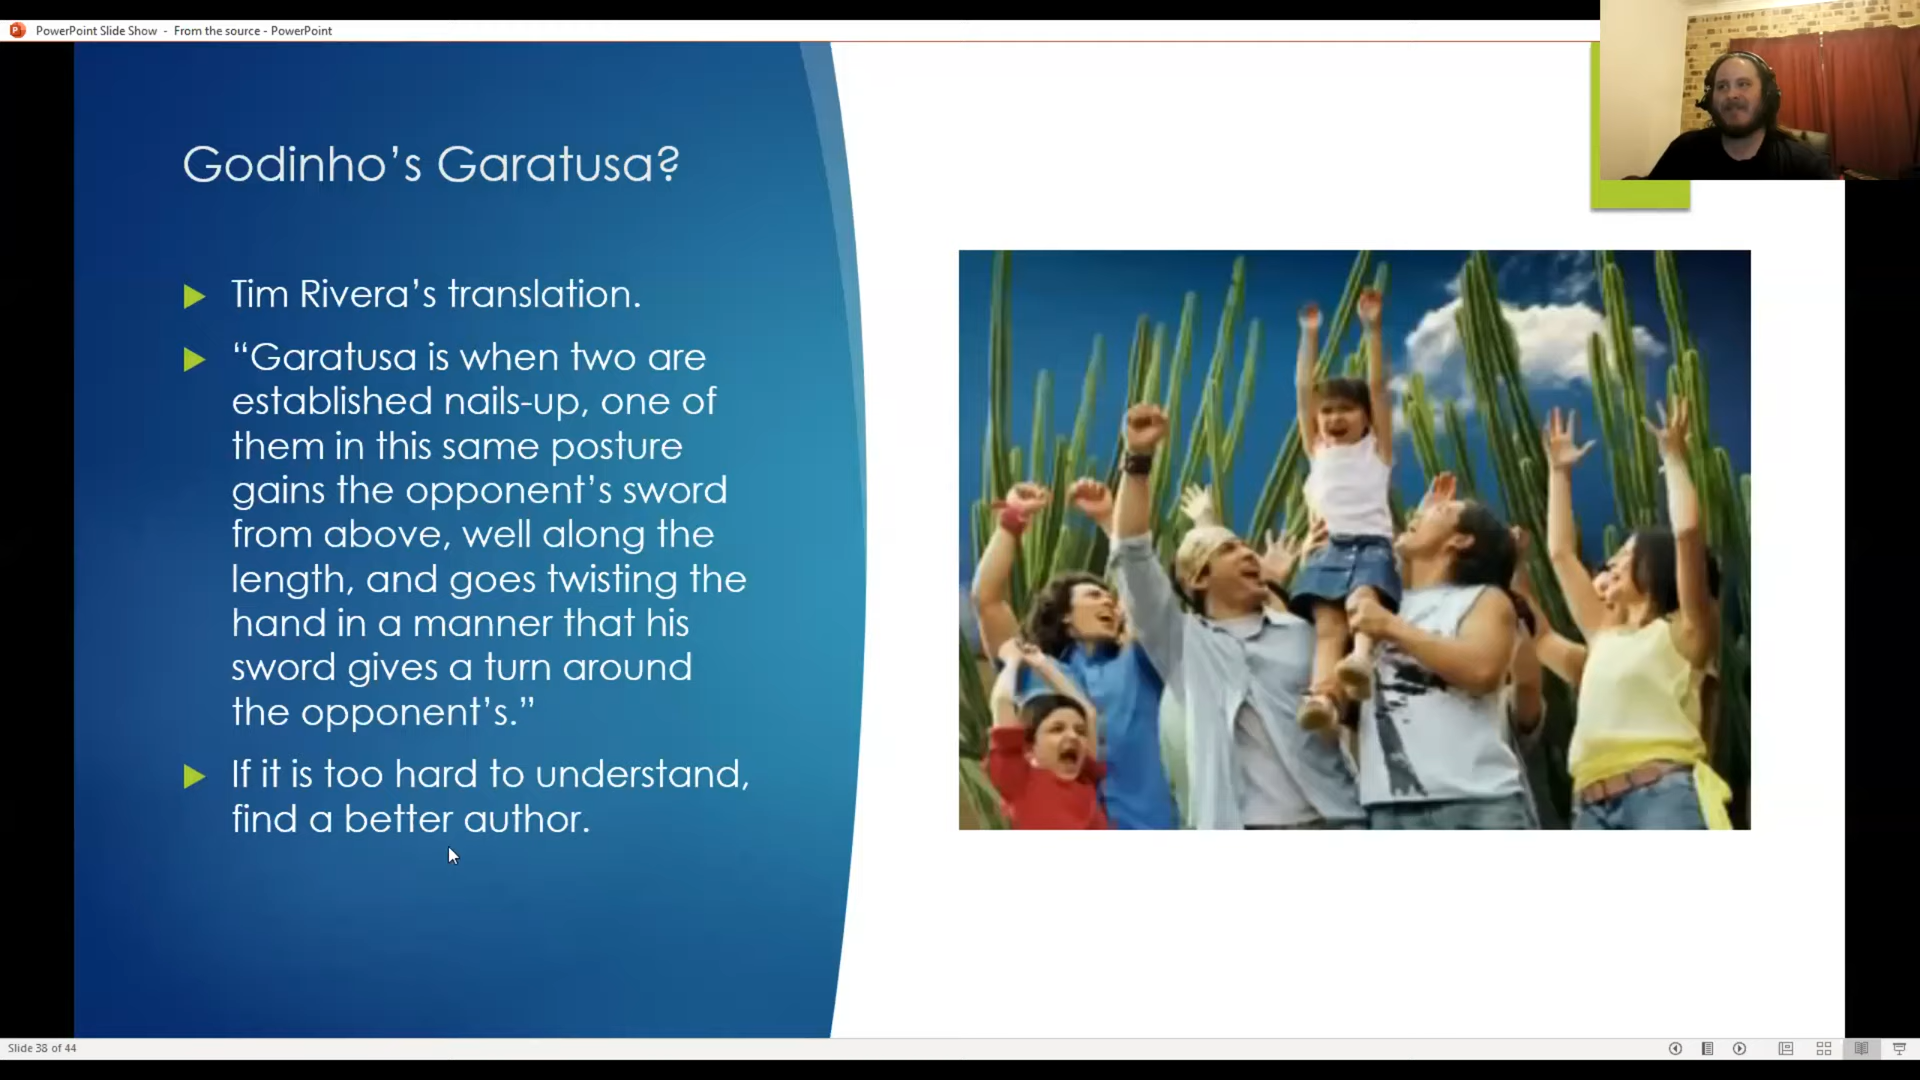 PowerPoint Slide Show - From the source - PowerPoint
Godinho's Garatusa?
Tim Rivera's translation.
“Garatusa is when two are
established nails-up, one of
them in this same posture
gains the opponent's sword
from above, well along the
length, and goes twisting the
hand in a manner that his
sword gives a turn around
the opponent's.”
If it is too hard to understand,
find a better author.
Slide 38 of 44